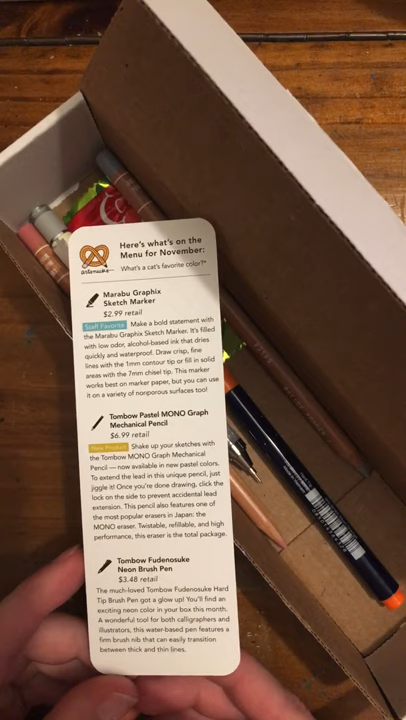 artsnacks
Here's what's on the
Menu for November:
What's a cat's favorite color?*
Marabu Graphix
Sketch Marker
$2.99 retail
Staff Favorite Make a bold statement with
the Marabu Graphix Sketch Marker. It's filled
with low odor, alcohol-based ink that dries
quickly and waterproof. Draw crisp, fine
lines with the 1mm contour tip or fill in solid
areas with the 7mm chisel tip. This marker
works best on marker paper, but you can use
it on a variety of nonporous surfaces too!
Tombow Pastel MONO Graph
Mechanical Pencil
$6.99 retail
New Product Shake up your sketches with
the Tombow MONO Graph Mechanical
Pencil — now available in new pastel colors.
To extend the lead in this unique pencil, just
jiggle it! Once you're done drawing, click the
lock on the side to prevent accidental lead
extension. This pencil also features one of
the most popular erasers in Japan: the
MONO eraser. Twistable, refillable, and high
performance, this eraser is the total package.
Tombow Fudenosuke
Neon Brush Pen
$3.48 retail
The much-loved Tombow Fudenosuke Hard
Tip Brush Pen got a glow up! You'll find an
exciting neon color in your box this month.
A wonderful tool for both calligraphers and
illustrators, this water-based pen features a
firm brush nib that can easily transition
between thick and thin lines.